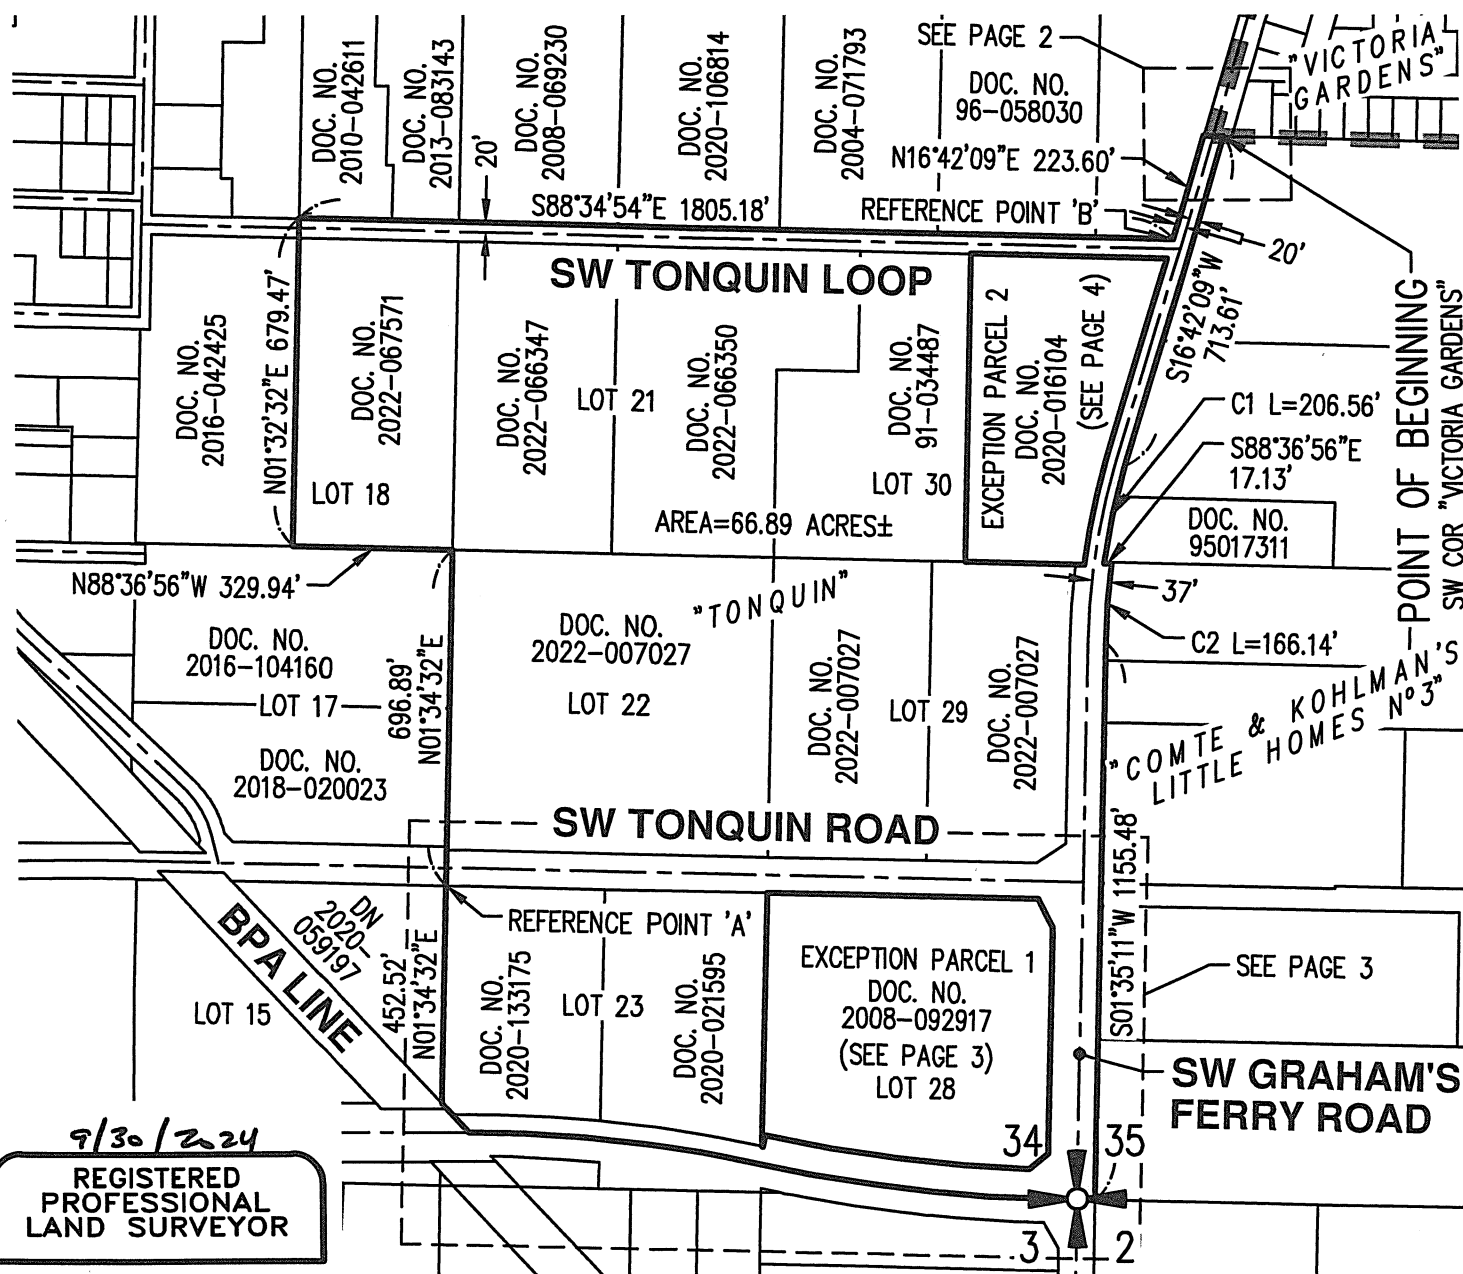 SEE PAGE 2
"VICTORIA
GARDENS"
DOC. NO.
2010-042611
DOC. NO.
2013-083143
DOC. NO.
2008-069230
DOC. NO.
2020-106814
DOC. NO.
2004-071793
DOC. NO.
96-058030
20'
N16°42'09"E 223.60'
S88°34'54"E 1805.18'
REFERENCE POINT 'B'
20'
SW TONQUIN LOOP
S16°42'09"W
713.61'
POINT OF BEGINNING
SW COR "VICTORIA GARDENS"
DOC. NO.
2016-042425
N01°32'32"E 679.47'
DOC. NO.
2022-067571
LOT 18
DOC. NO.
2022-066347
LOT 21
DOC. NO.
2022-066350
DOC. NO.
91-034487
LOT 30
EXCEPTION PARCEL 2
DOC. NO.
2020-016104
(SEE PAGE 4)
C1 L=206.56'
S88°36'56"E
17.13'
AREA=66.89 ACRES±
DOC. NO.
95017311
N88°36'56"W 329.94'
"TONQUIN"
37'
C2 L=166.14'
DOC. NO.
2016-104160
LOT 17
DOC. NO.
2018-020023
696.89'
N01°34'32"E
DOC. NO.
2022-007027
LOT 22
DOC. NO.
2022-007027
LOT 29
DOC. NO.
2022-007027
"COMTE & KOHLMAN'S
LITTLE HOMES Nº3"
SW TONQUIN ROAD
S01°35'11"W 1155.48'
DN
2020-
059197
BPA LINE
LOT 15
452.52'
N01°34'32"E
REFERENCE POINT 'A'
DOC. NO.
2020-133175
LOT 23
DOC. NO.
2020-021595
EXCEPTION PARCEL 1
DOC. NO.
2008-092917
(SEE PAGE 3)
LOT 28
SEE PAGE 3
SW GRAHAM'S
FERRY ROAD
34
35
3
2
9/30/2024
REGISTERED
PROFESSIONAL
LAND SURVEYOR